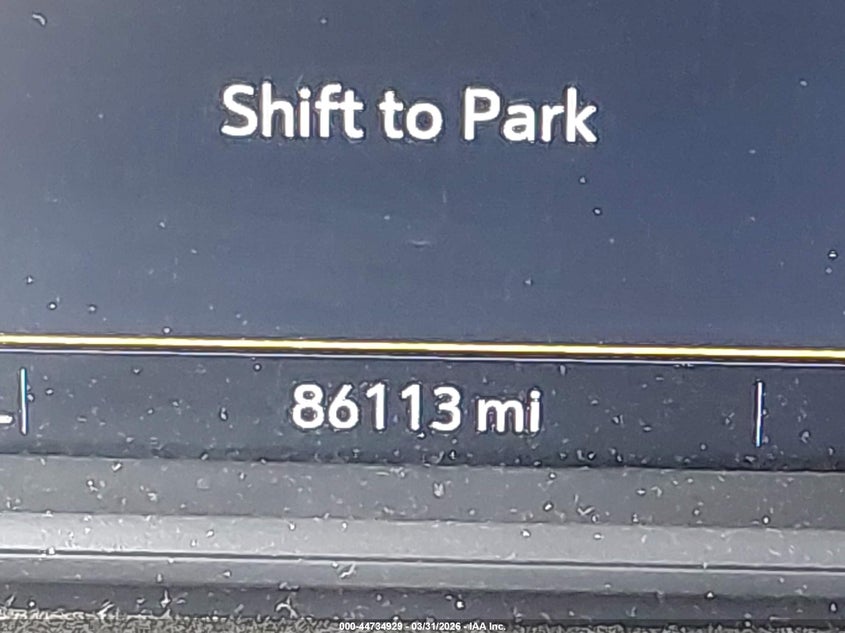 Shift to Park
86113 mi
000-44734929 - 03/31/2026 - IAA Inc.